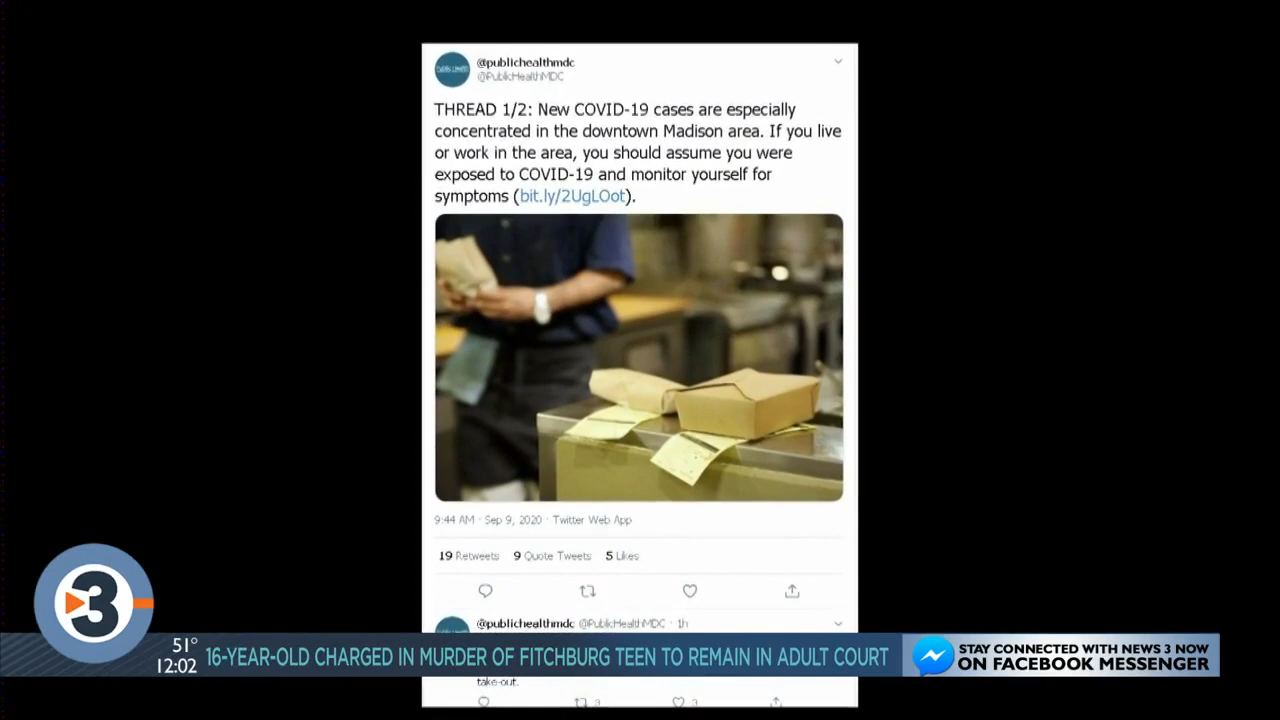 @publichealthmdc
@PublicHealthMDC
THREAD 1/2: New COVID-19 cases are especially
concentrated in the downtown Madison area. If you live
or work in the area, you should assume you were
exposed to COVID-19 and monitor yourself for
symptoms (bit.ly/2UgLOot).
9:44 AM · Sep 9, 2020 · Twitter Web App
19 Retweets 9 Quote Tweets 5 Likes
@publichealthmdc @PublicHealthMDC · 1h
3
51°
12:02
16-YEAR-OLD CHARGED IN MURDER OF FITCHBURG TEEN TO REMAIN IN ADULT COURT
STAY CONNECTED WITH NEWS 3 NOW
ON FACEBOOK MESSENGER
take-out.
3 3